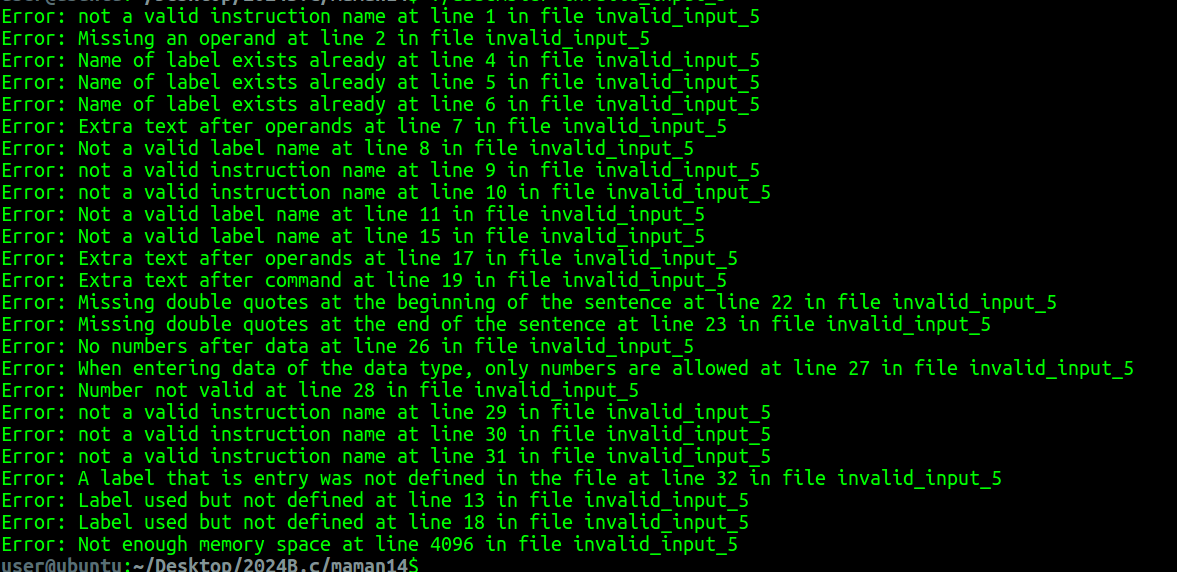 Error: not a valid instruction name at line 1 in file invalid_input_5
Error: Missing an operand at line 2 in file invalid_input_5
Error: Name of label exists already at line 4 in file invalid_input_5
Error: Name of label exists already at line 5 in file invalid_input_5
Error: Name of label exists already at line 6 in file invalid_input_5
Error: Extra text after operands at line 7 in file invalid_input_5
Error: Not a valid label name at line 8 in file invalid_input_5
Error: not a valid instruction name at line 9 in file invalid_input_5
Error: not a valid instruction name at line 10 in file invalid_input_5
Error: Not a valid label name at line 11 in file invalid_input_5
Error: Not a valid label name at line 15 in file invalid_input_5
Error: Extra text after operands at line 17 in file invalid_input_5
Error: Extra text after command at line 19 in file invalid_input_5
Error: Missing double quotes at the beginning of the sentence at line 22 in file invalid_input_5
Error: Missing double quotes at the end of the sentence at line 23 in file invalid_input_5
Error: No numbers after data at line 26 in file invalid_input_5
Error: When entering data of the data type, only numbers are allowed at line 27 in file invalid_input_5
Error: Number not valid at line 28 in file invalid_input_5
Error: not a valid instruction name at line 29 in file invalid_input_5
Error: not a valid instruction name at line 30 in file invalid_input_5
Error: not a valid instruction name at line 31 in file invalid_input_5
Error: A label that is entry was not defined in the file at line 32 in file invalid_input_5
Error: Label used but not defined at line 13 in file invalid_input_5
Error: Label used but not defined at line 18 in file invalid_input_5
Error: Not enough memory space at line 4096 in file invalid_input_5
user@ubuntu:~/Desktop/2024B.c/maman14$